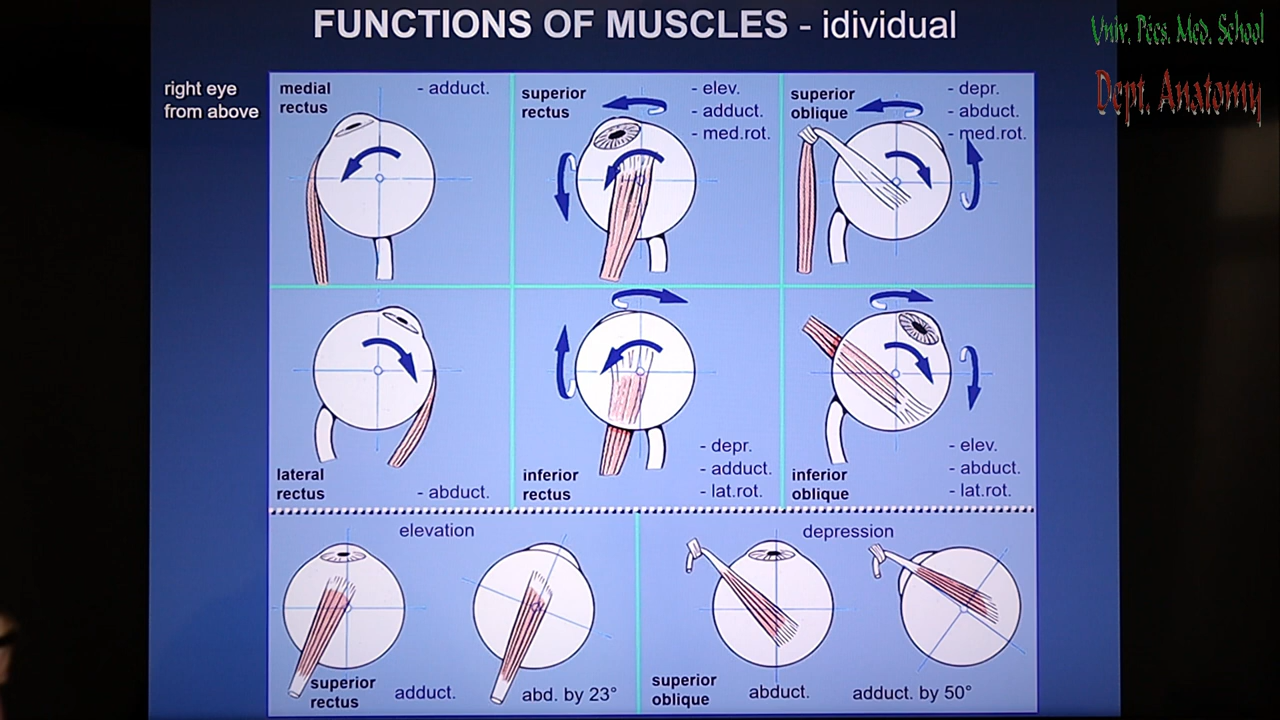 FUNCTIONS OF MUSCLES - idividual
Univ. Pécs. Med. School
Dept. Anatomy
right eye
from above
medial
rectus
- adduct.
superior
rectus
- elev.
- adduct.
- med.rot.
superior
oblique
- depr.
- abduct.
- med.rot.
lateral
rectus
- abduct.
inferior
rectus
- depr.
- adduct.
- lat.rot.
inferior
oblique
- elev.
- abduct.
- lat.rot.
elevation
superior
rectus
adduct.
abd. by 23°
depression
superior
oblique
abduct.
adduct. by 50°